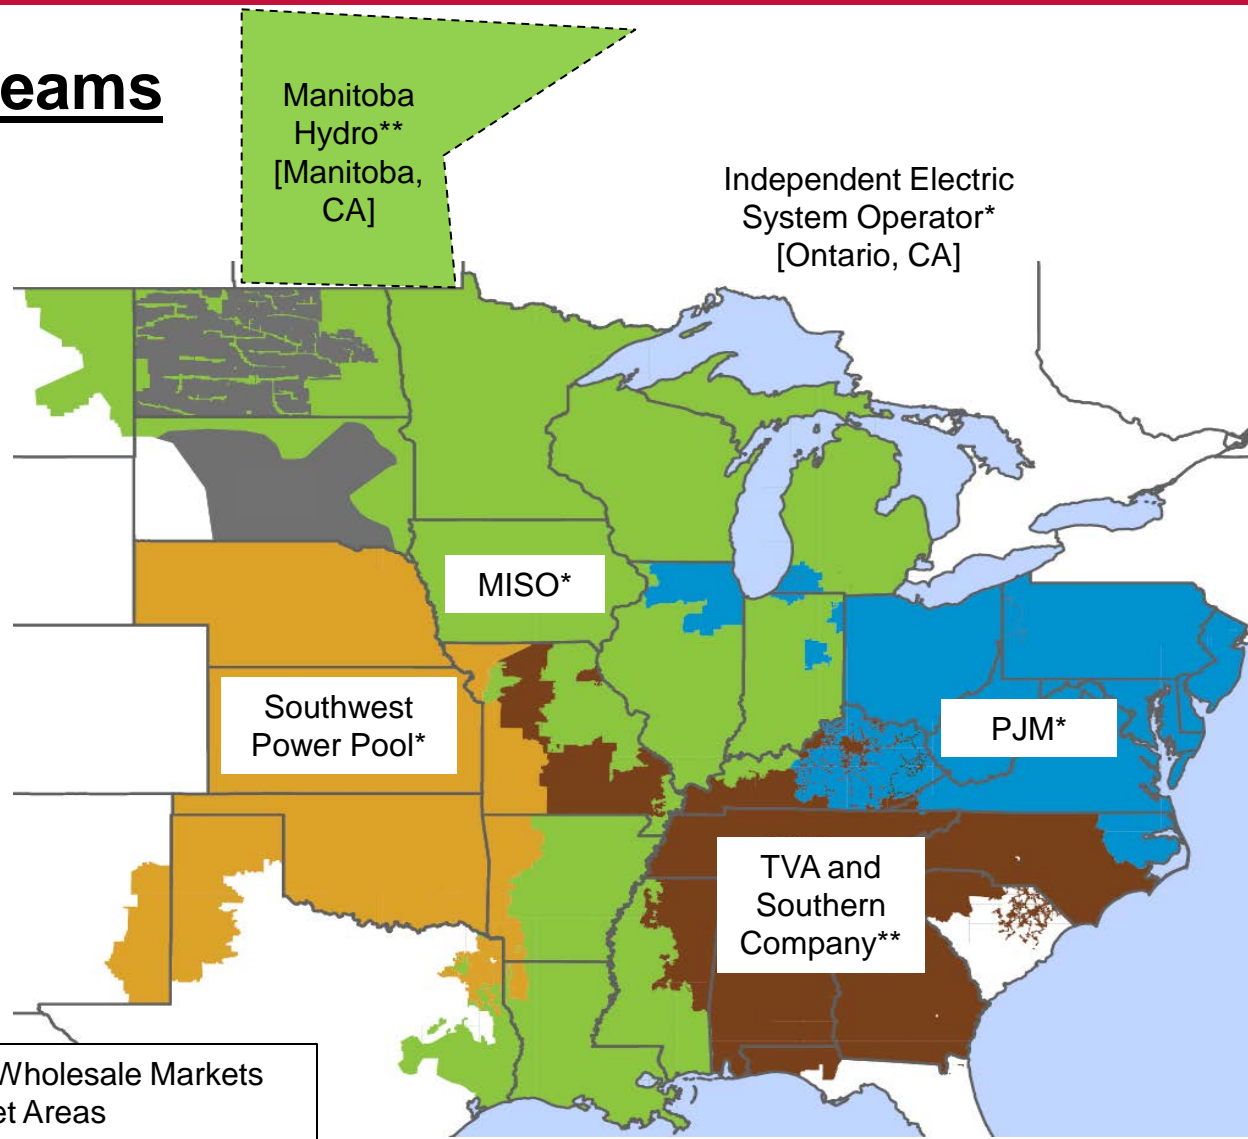 eams
Manitoba
Hydro**
[Manitoba,
CA]
Independent Electric
System Operator*
[Ontario, CA]
MISO*
Southwest
Power Pool*
PJM*
TVA and
Southern
Company**
Wholesale Markets
et Areas